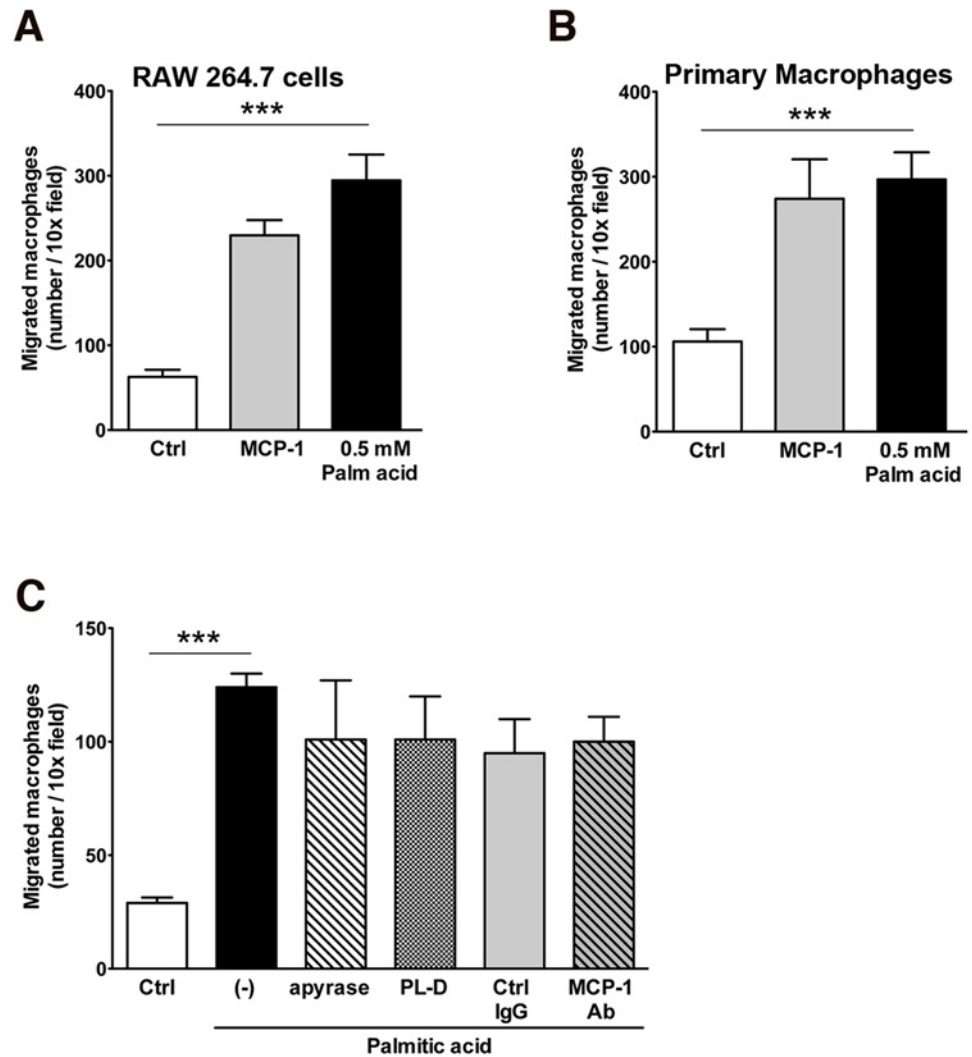 A
RAW 264.7 cells
***
Migrated macrophages
(number / 10x field)
400
300
200
100
0
Ctrl
MCP-1
0.5 mM
Palm acid
B
Primary Macrophages
***
Migrated macrophages
(number / 10x field)
400
300
200
100
0
Ctrl
MCP-1
0.5 mM
Palm acid
C
***
Migrated macrophages
(number / 10x field)
150
100
50
0
Ctrl
(-)
apyrase
PL-D
Ctrl
IgG
MCP-1
Ab
Palmitic acid